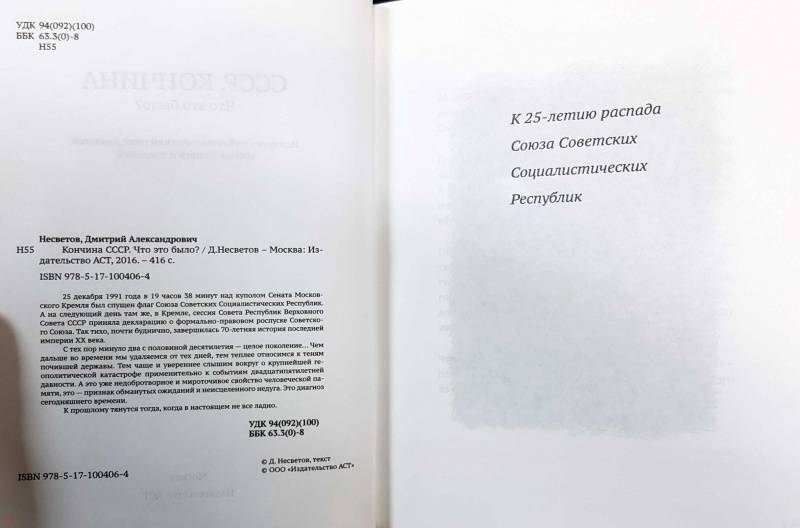 УДК 94(092)(100)
ББК 63.3(0)-8
Н55
Несветов, Дмитрий Александрович
Н55 Кончина СССР. Что это было? / Д.Несветов – Москва: Из-
дательство АСТ, 2016. – 416 с.
ISBN 978-5-17-100406-4
25 декабря 1991 года в 19 часов 38 минут над куполом Сената Москов-
ского Кремля был спущен флаг Союза Советских Социалистических Республик.
А на следующий день там же, в Кремле, сессия Совета Республик Верховного
Совета СССР приняла декларацию о формально-правовом роспуске Советско-
го Союза. Так тихо, почти буднично, завершилась 70-летняя история последней
империи XX века.
С тех пор минуло два с половиной десятилетия — целое поколение... Чем
дальше во времени мы удаляемся от тех дней, тем теплее относимся к теням
почившей державы. Тем чаще и увереннее слышим вокруг о крупнейшей ге-
ополитической катастрофе применительно к событиям двадцатипятилетней
давности. А это уже недобротворное и мироточивое свойство человеческой па-
мяти, это — признак обманутых ожиданий и неисцеленного недуга. Это диагноз
сегодняшнего времени.
К прошлому тянутся тогда, когда в настоящем не все ладно.
УДК 94(092)(100)
ББК 63.3(0)-8
ISBN 978-5-17-100406-4
© Д. Несветов, текст
© ООО «Издательство АСТ»
К 25-летию распада
Союза Советских
Социалистических
Республик